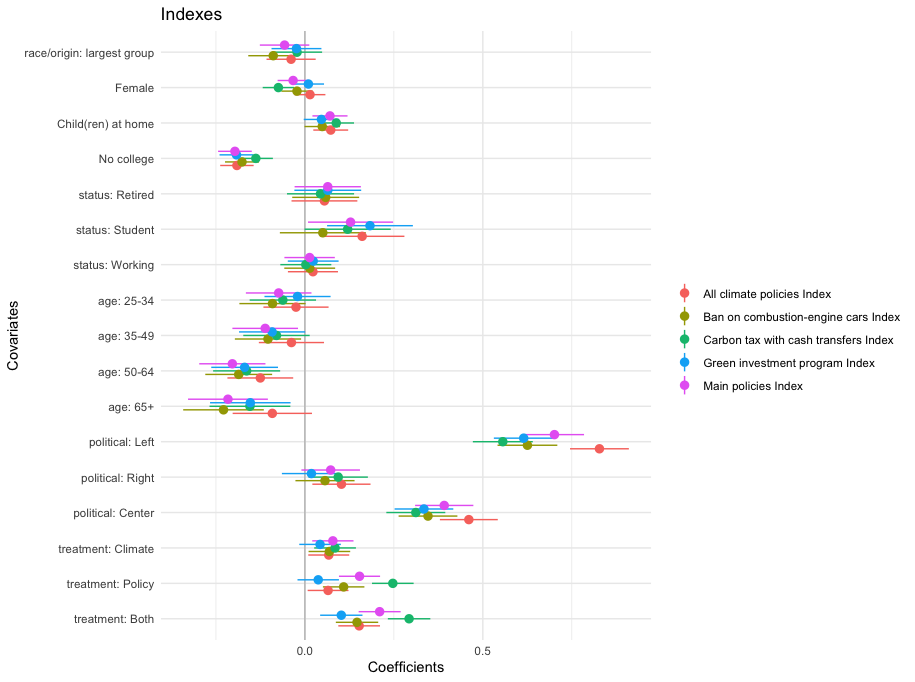 Indexes
race/origin: largest group
Female
Child(ren) at home
No college
status: Retired
status: Student
status: Working
age: 25-34
age: 35-49
age: 50-64
age: 65+
political: Left
political: Right
political: Center
treatment: Climate
treatment: Policy
treatment: Both
Covariates
0.0
0.5
Coefficients
All climate policies Index
Ban on combustion-engine cars Index
Carbon tax with cash transfers Index
Green investment program Index
Main policies Index